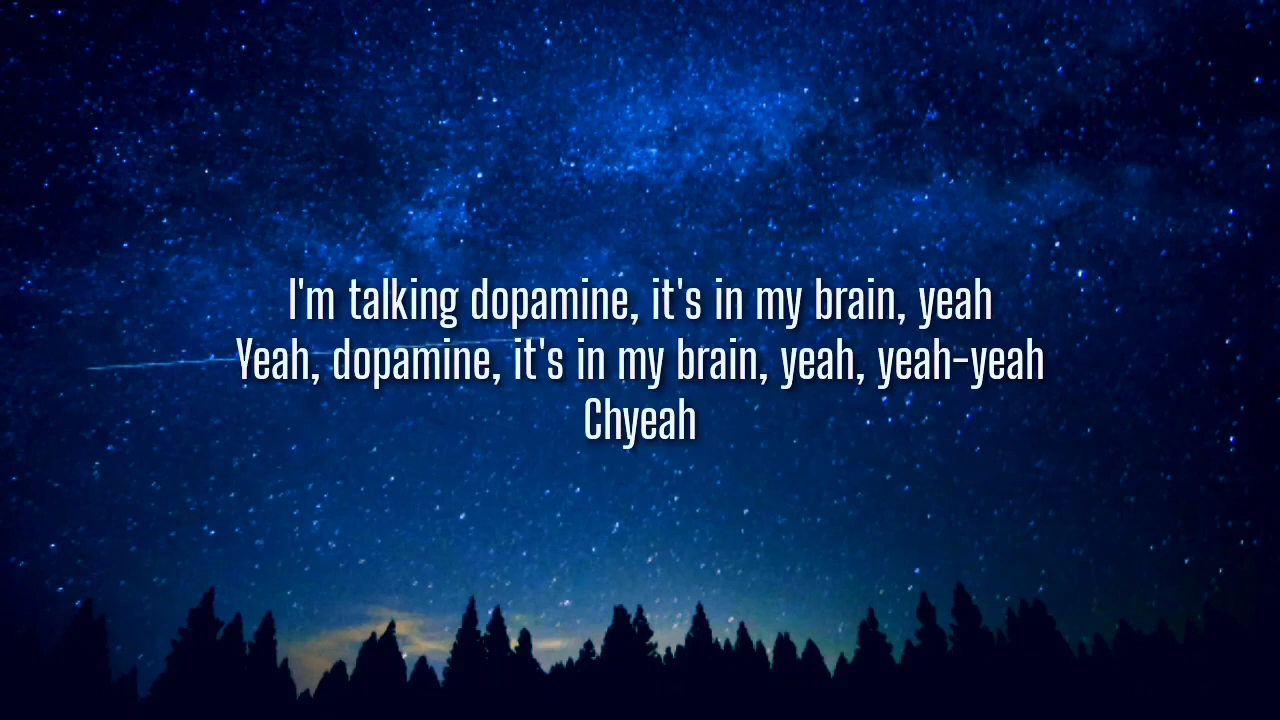 I'm talking dopamine, it's in my brain, yeah
Yeah, dopamine, it's in my brain, yeah, yeah-yeah
Chyeah